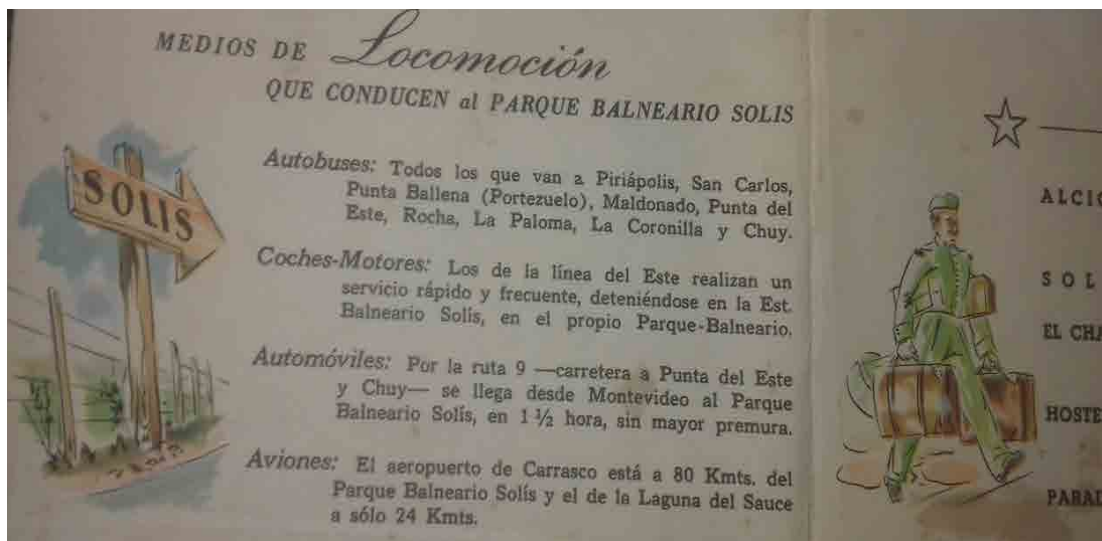 MEDIOS DE Locomoción
QUE CONDUCEN al PARQUE BALNEARIO SOLIS
SOLIS
Autobuses: Todos los que van a Piriápolis, San Carlos,
Punta Ballena (Portezuelo), Maldonado, Punta del
Este, Rocha, La Paloma, La Coronilla y Chuy.
Coches-Motores: Los de la línea del Este realizan un
servicio rápido y frecuente, deteniéndose en la Est.
Balneario Solís, en el propio Parque-Balneario.
Automóviles: Por la ruta 9 —carretera a Punta del Este
y Chuy— se llega desde Montevideo al Parque
Balneario Solís, en 1 ½ hora, sin mayor premura.
Aviones: El aeropuerto de Carrasco está a 80 Kmts. del
Parque Balneario Solís y el de la Laguna del Sauce
a sólo 24 Kmts.
EL